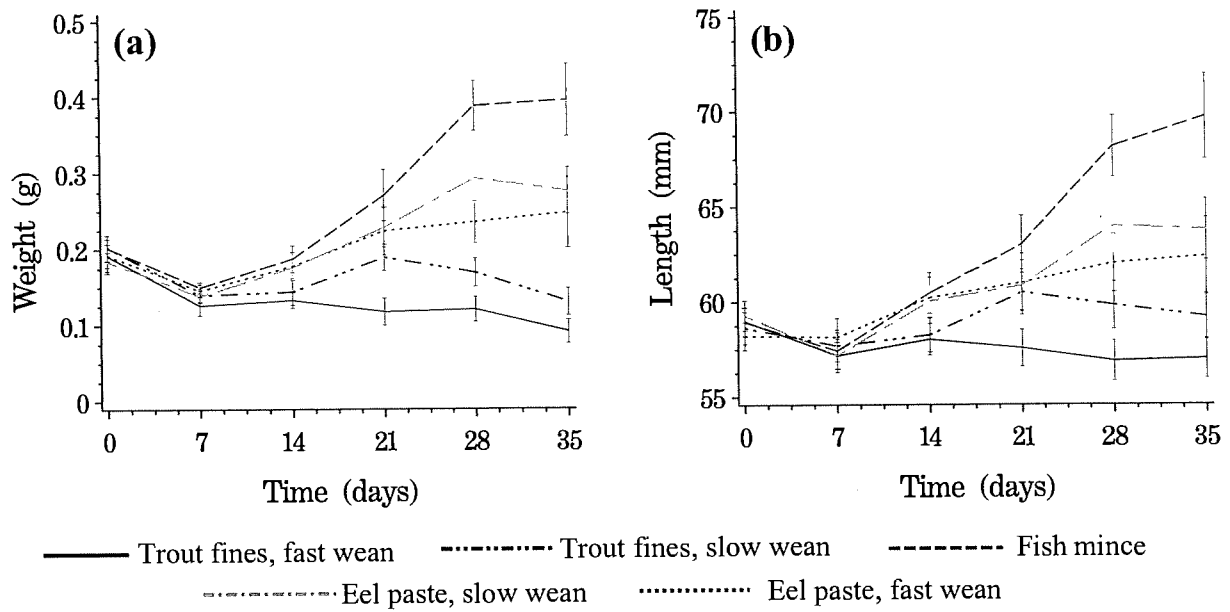 (a)
0.5
0.4
0.3
0.2
0.1
0
Weight (g)
0 7 14 21 28 35
Time (days)
(b)
75
70
65
60
55
Length (mm)
0 7 14 21 28 35
Time (days)
Trout fines, fast wean Trout fines, slow wean Fish mince
Eel paste, slow wean Eel paste, fast wean